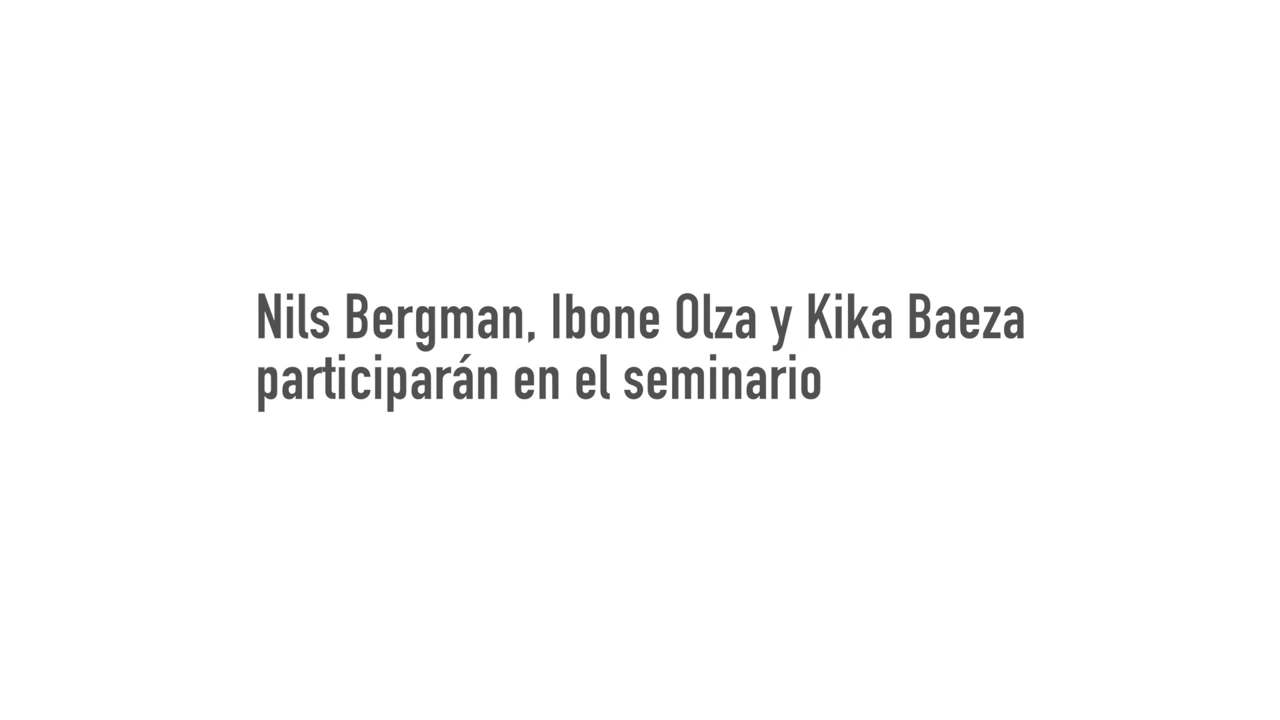 Nils Bergman, Ibone Olza y Kika Baeza
participarán en el seminario